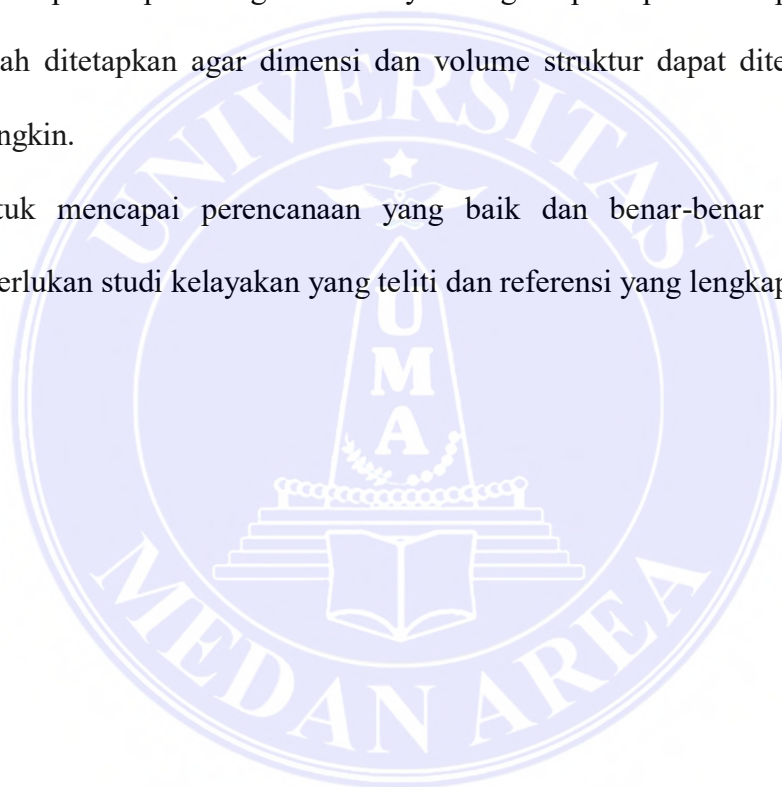 ah ditetapkan agar dimensi dan volume struktur dapat dite
ngkin.
tuk mencapai perencanaan yang baik dan benar-benar
erlukan studi kelayakan yang teliti dan referensi yang lengkap
UNIVERSITAS
UMA
MEDAN AREA